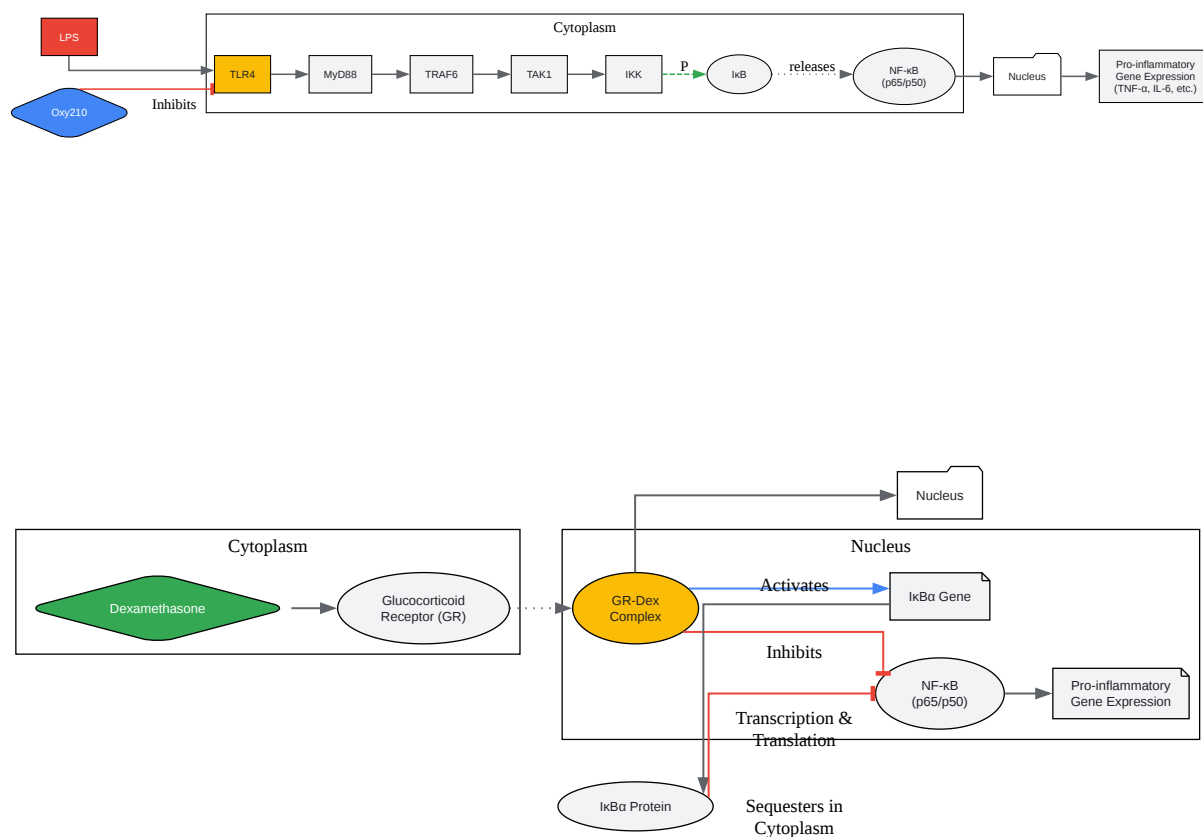 Cytoplasm
LPS
TLR4
MyD88
TRAF6
TAK1
IKK
P
IκB
releases
NF-κB
(p65/p50)
Nucleus
Pro-inflammatory
Gene Expression
(TNF-α, IL-6, etc.)
Oxy210
Inhibits
Nucleus
Cytoplasm
Dexamethasone
Glucocorticoid
Receptor (GR)
Nucleus
GR-Dex
Complex
Activates
IκBα Gene
Inhibits
NF-κB
(p65/p50)
Pro-inflammatory
Gene Expression
Transcription &
Translation
IκBα Protein
Sequesters in
Cytoplasm